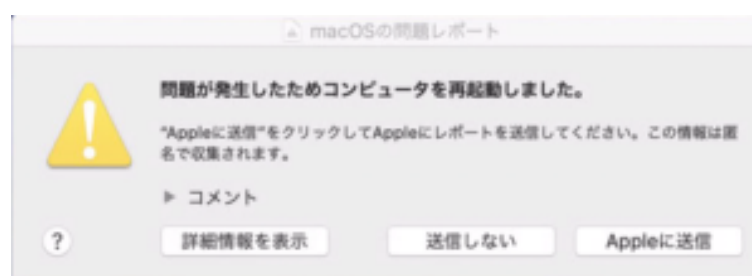 macOSの問題レポート
問題が発生したためコンピュータを再起動しました。
"Appleに送信"をクリックしてAppleにレポートを送信してください。この情報は匿
名で収集されます。
▶ コメント
? 詳細情報を表示 送信しない Appleに送信